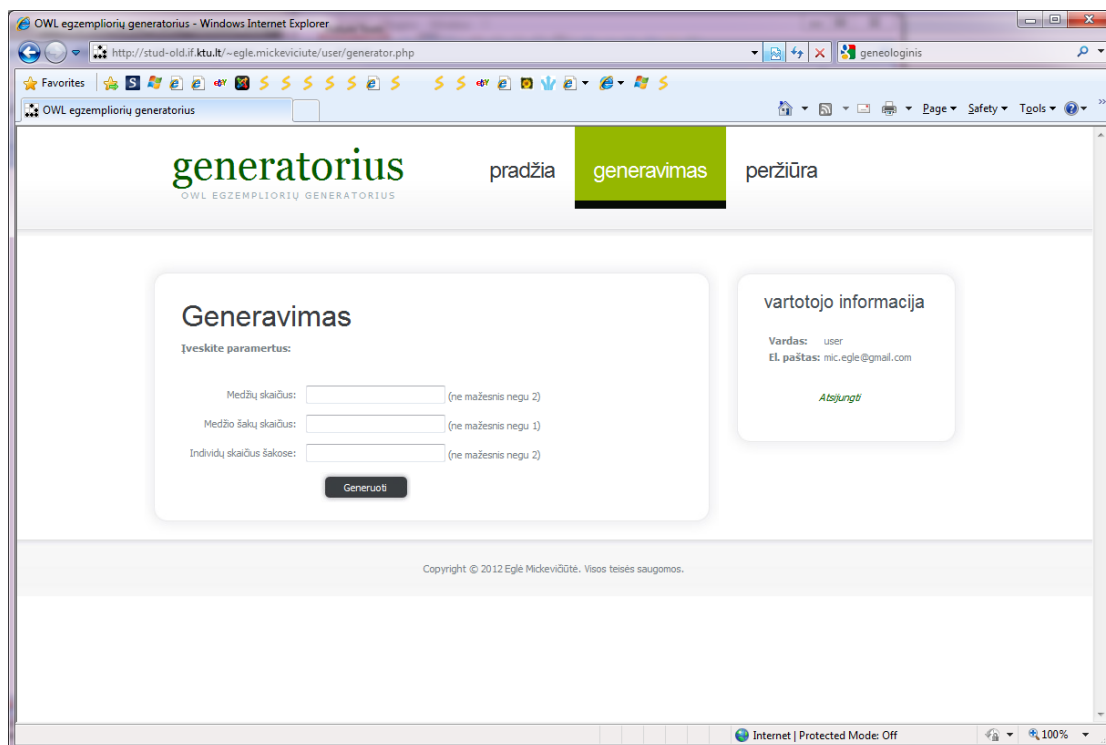 OWL egzempliorių generatorius - Windows Internet Explorer
http://stud-old.if.ktu.lt/~egle.mickeviciute/user/generator.php
geneologinis
Favorites
OWL egzempliorių generatorius
Page Safety Tools
generatorius
OWL EGZEMPLIORIŲ GENERATORIUS
pradžia generavimas peržiūra
Generavimas
Įveskite paramertus:
Medžių skaičius: (ne mažesnis negu 2)
Medžio šakų skaičius: (ne mažesnis negu 1)
Individų skaičius šakose: (ne mažesnis negu 2)
Generuoti
vartotojo informacija
Vardas: user
El. paštas: mic.egle@gmail.com
Atsijungti
Copyright © 2012 Eglė Mickevičiūtė. Visos teisės saugomos.
Internet | Protected Mode: Off
100%